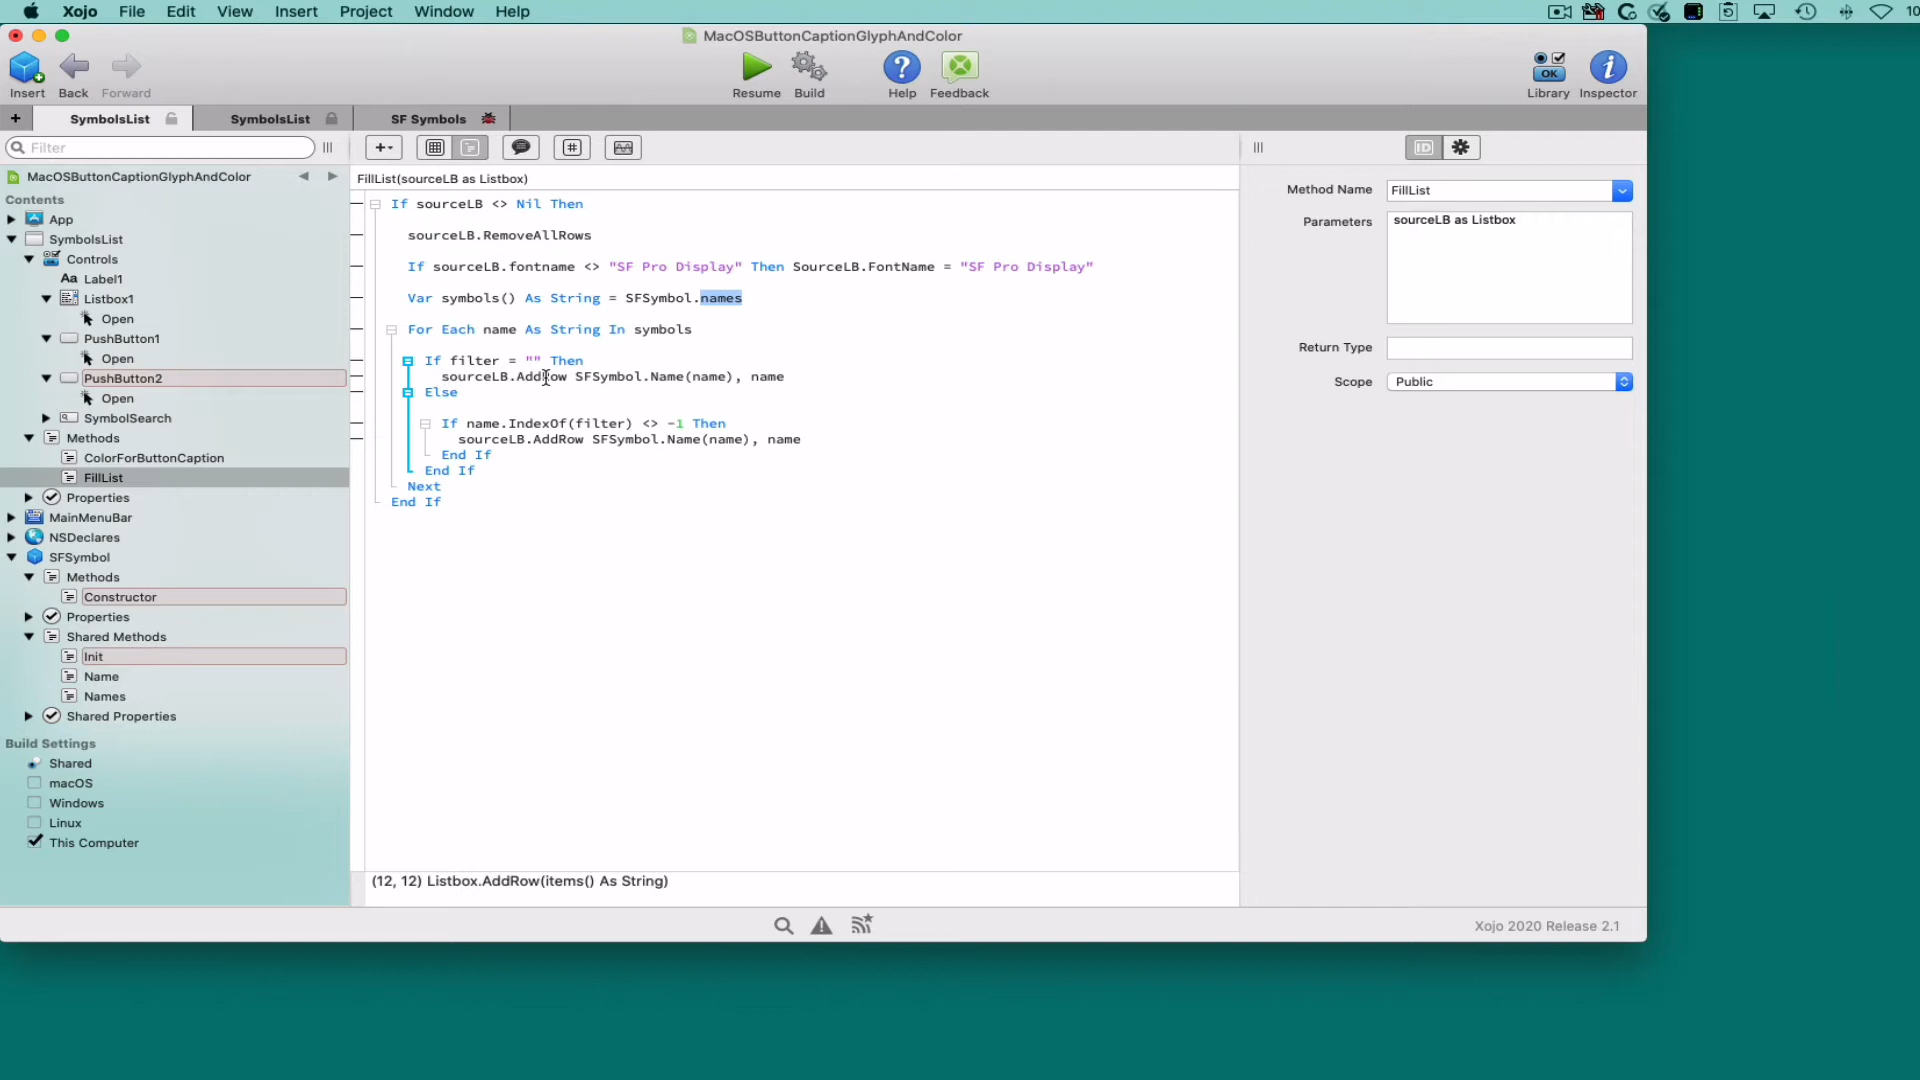 Xojo File Edit View Insert Project Window Help 10
MacOSButtonCaptionGlyphAndColor
Insert Back Forward Resume Build Help Feedback OK Library Inspector
+ SymbolsList SymbolsList SF Symbols
Filter
MacOSButtonCaptionGlyphAndColor
Contents
App
SymbolsList
Controls
Aa Label1
Listbox1
Open
PushButton1
Open
PushButton2
Open
SymbolSearch
Methods
ColorForButtonCaption
FillList
Properties
MainMenuBar
NSDeclares
SFSymbol
Methods
Constructor
Properties
Shared Methods
Init
Name
Names
Shared Properties
Build Settings
Shared
macOS
Windows
Linux
This Computer
FillList(sourceLB as Listbox)
If sourceLB <> Nil Then
sourceLB.RemoveAllRows
If sourceLB.fontname <> "SF Pro Display" Then SourceLB.FontName = "SF Pro Display"
Var symbols() As String = SFSymbol.names
For Each name As String In symbols
If filter = "" Then
sourceLB.AddRow SFSymbol.Name(name), name
Else
If name.IndexOf(filter) <> -1 Then
sourceLB.AddRow SFSymbol.Name(name), name
End If
End If
Next
End If
(12, 12) Listbox.AddRow(items() As String)
ID
Method Name FillList
Parameters sourceLB as Listbox
Return Type
Scope Public
Xojo 2020 Release 2.1